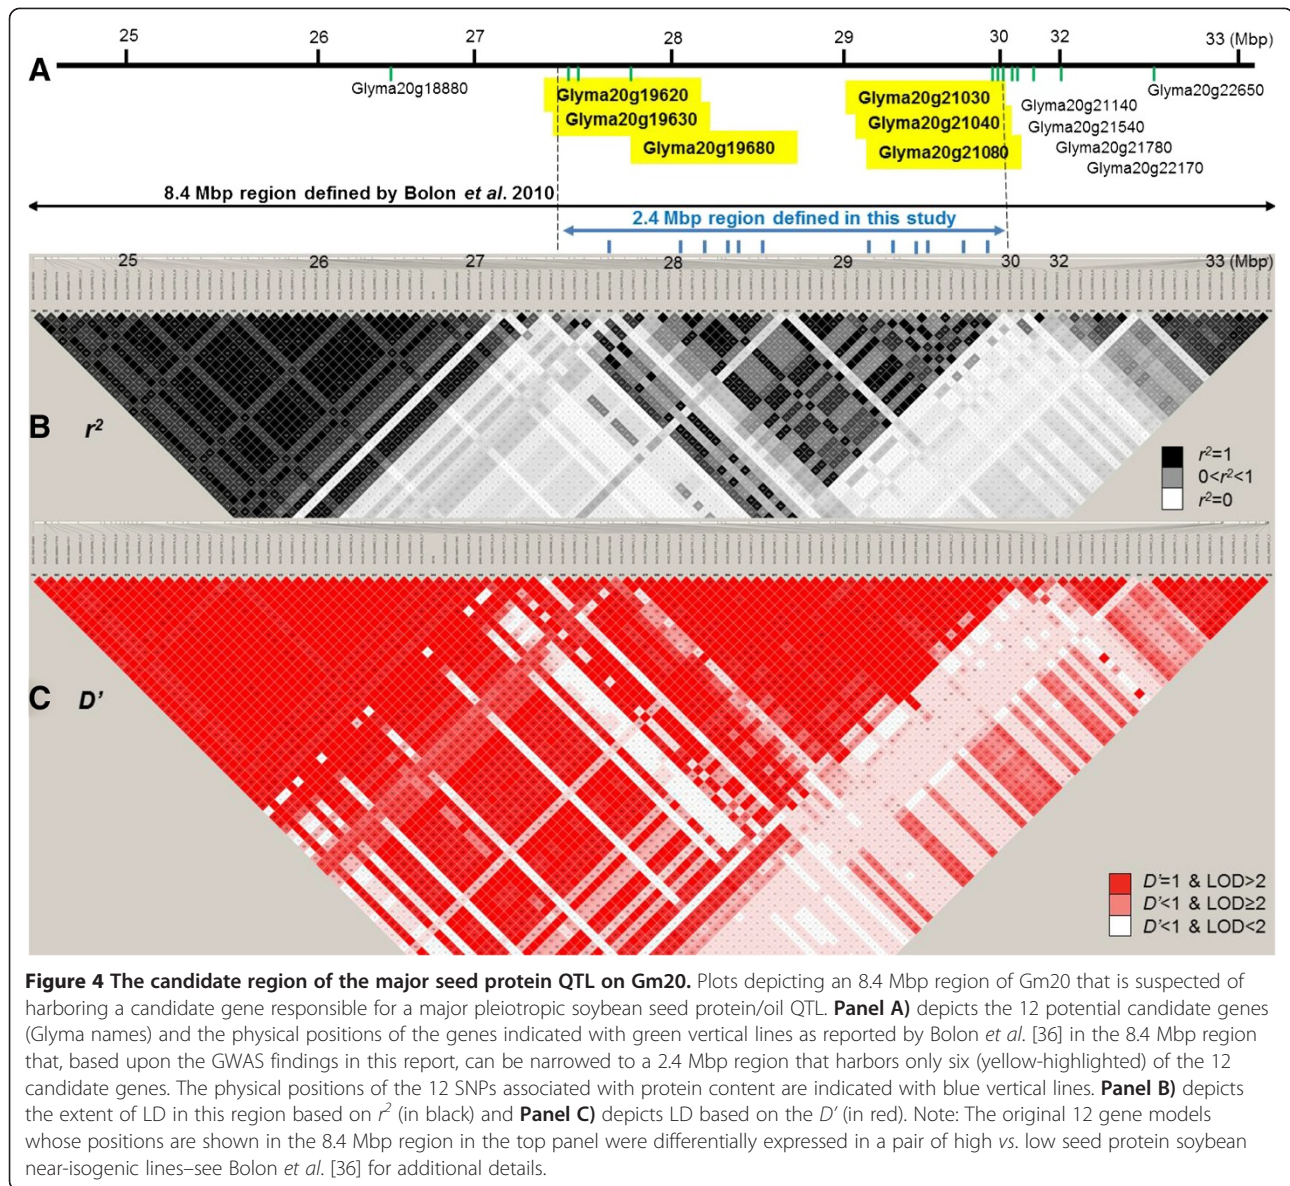 25 26 27 28 29 30 32 33 (Mbp)
A
Glyma20g18880
Glyma20g19620
Glyma20g19630
Glyma20g19680
Glyma20g21030
Glyma20g21040
Glyma20g21080
Glyma20g22650
Glyma20g21140
Glyma20g21540
Glyma20g21780
Glyma20g22170
8.4 Mbp region defined by Bolon et al. 2010
2.4 Mbp region defined in this study
25 26 27 28 29 30 32 33 (Mbp)
B r²
r²=1
0<r²<1
r²=0
C D’
D’=1 & LOD>2
D’<1 & LOD≥2
D’<1 & LOD<2
Figure 4 The candidate region of the major seed protein QTL on Gm20. Plots depicting an 8.4 Mbp region of Gm20 that is suspected of
harboring a candidate gene responsible for a major pleiotropic soybean seed protein/oil QTL. Panel A) depicts the 12 potential candidate genes
(Glyma names) and the physical positions of the genes indicated with green vertical lines as reported by Bolon et al. [36] in the 8.4 Mbp region
that, based upon the GWAS findings in this report, can be narrowed to a 2.4 Mbp region that harbors only six (yellow-highlighted) of the 12
candidate genes. The physical positions of the 12 SNPs associated with protein content are indicated with blue vertical lines. Panel B) depicts
the extent of LD in this region based on r² (in black) and Panel C) depicts LD based on the D’ (in red). Note: The original 12 gene models
whose positions are shown in the 8.4 Mbp region in the top panel were differentially expressed in a pair of high vs. low seed protein soybean
near-isogenic lines–see Bolon et al. [36] for additional details.